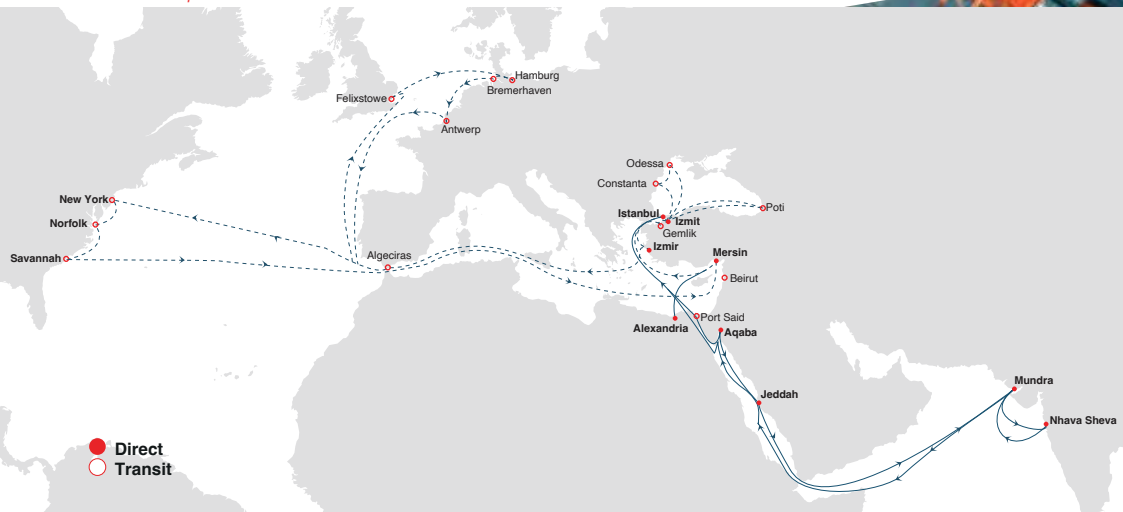 Hamburg
Bremerhaven
Felixstowe
Antwerp
Odessa
Constanta
New York
Istanbul
Izmit
Poti
Norfolk
Gemlik
Izmir
Savannah
Algeciras
Mersin
Beirut
Port Said
Alexandria
Aqaba
Mundra
Jeddah
Nhava Sheva
Direct
Transit